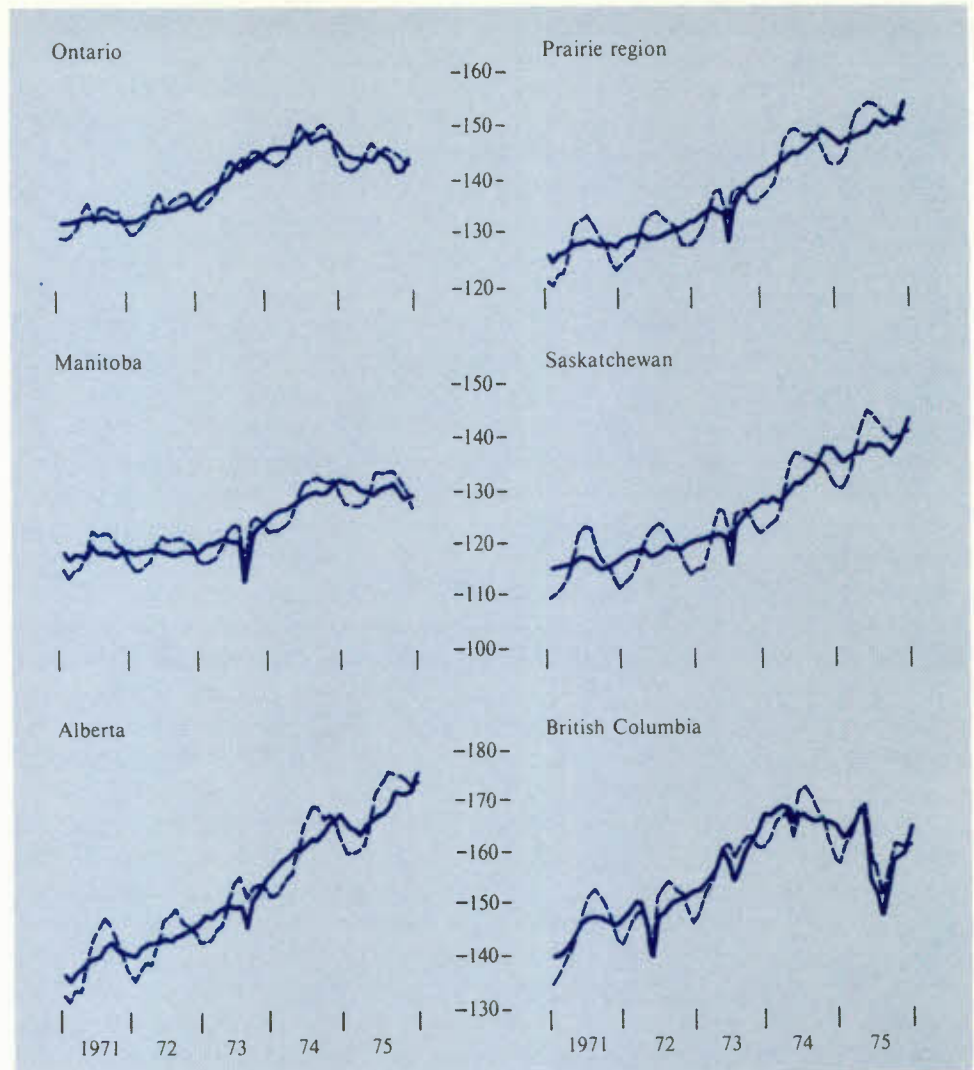 Ontario
Prairie region
-160-
-150-
-140-
-130-
-120-
Manitoba
Saskatchewan
-150-
-140-
-130-
-120-
-110-
-100-
Alberta
British Columbia
-180-
-170-
-160-
-150-
-140-
-130-
1971 72 73 74 75
1971 72 73 74 75